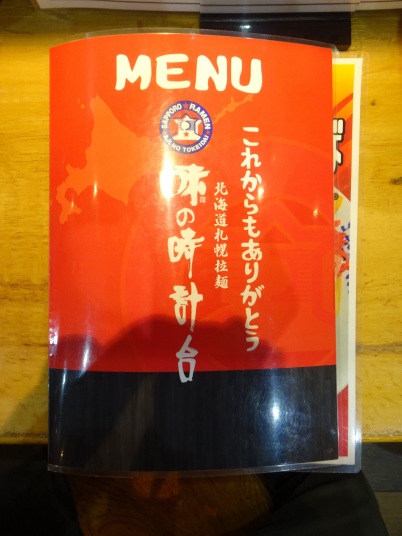 MENU
SAPPORO ★ RAMEN
AJI NO TOKEIDAI
これからもありがとう
北海道札幌拉麺
味の時計台